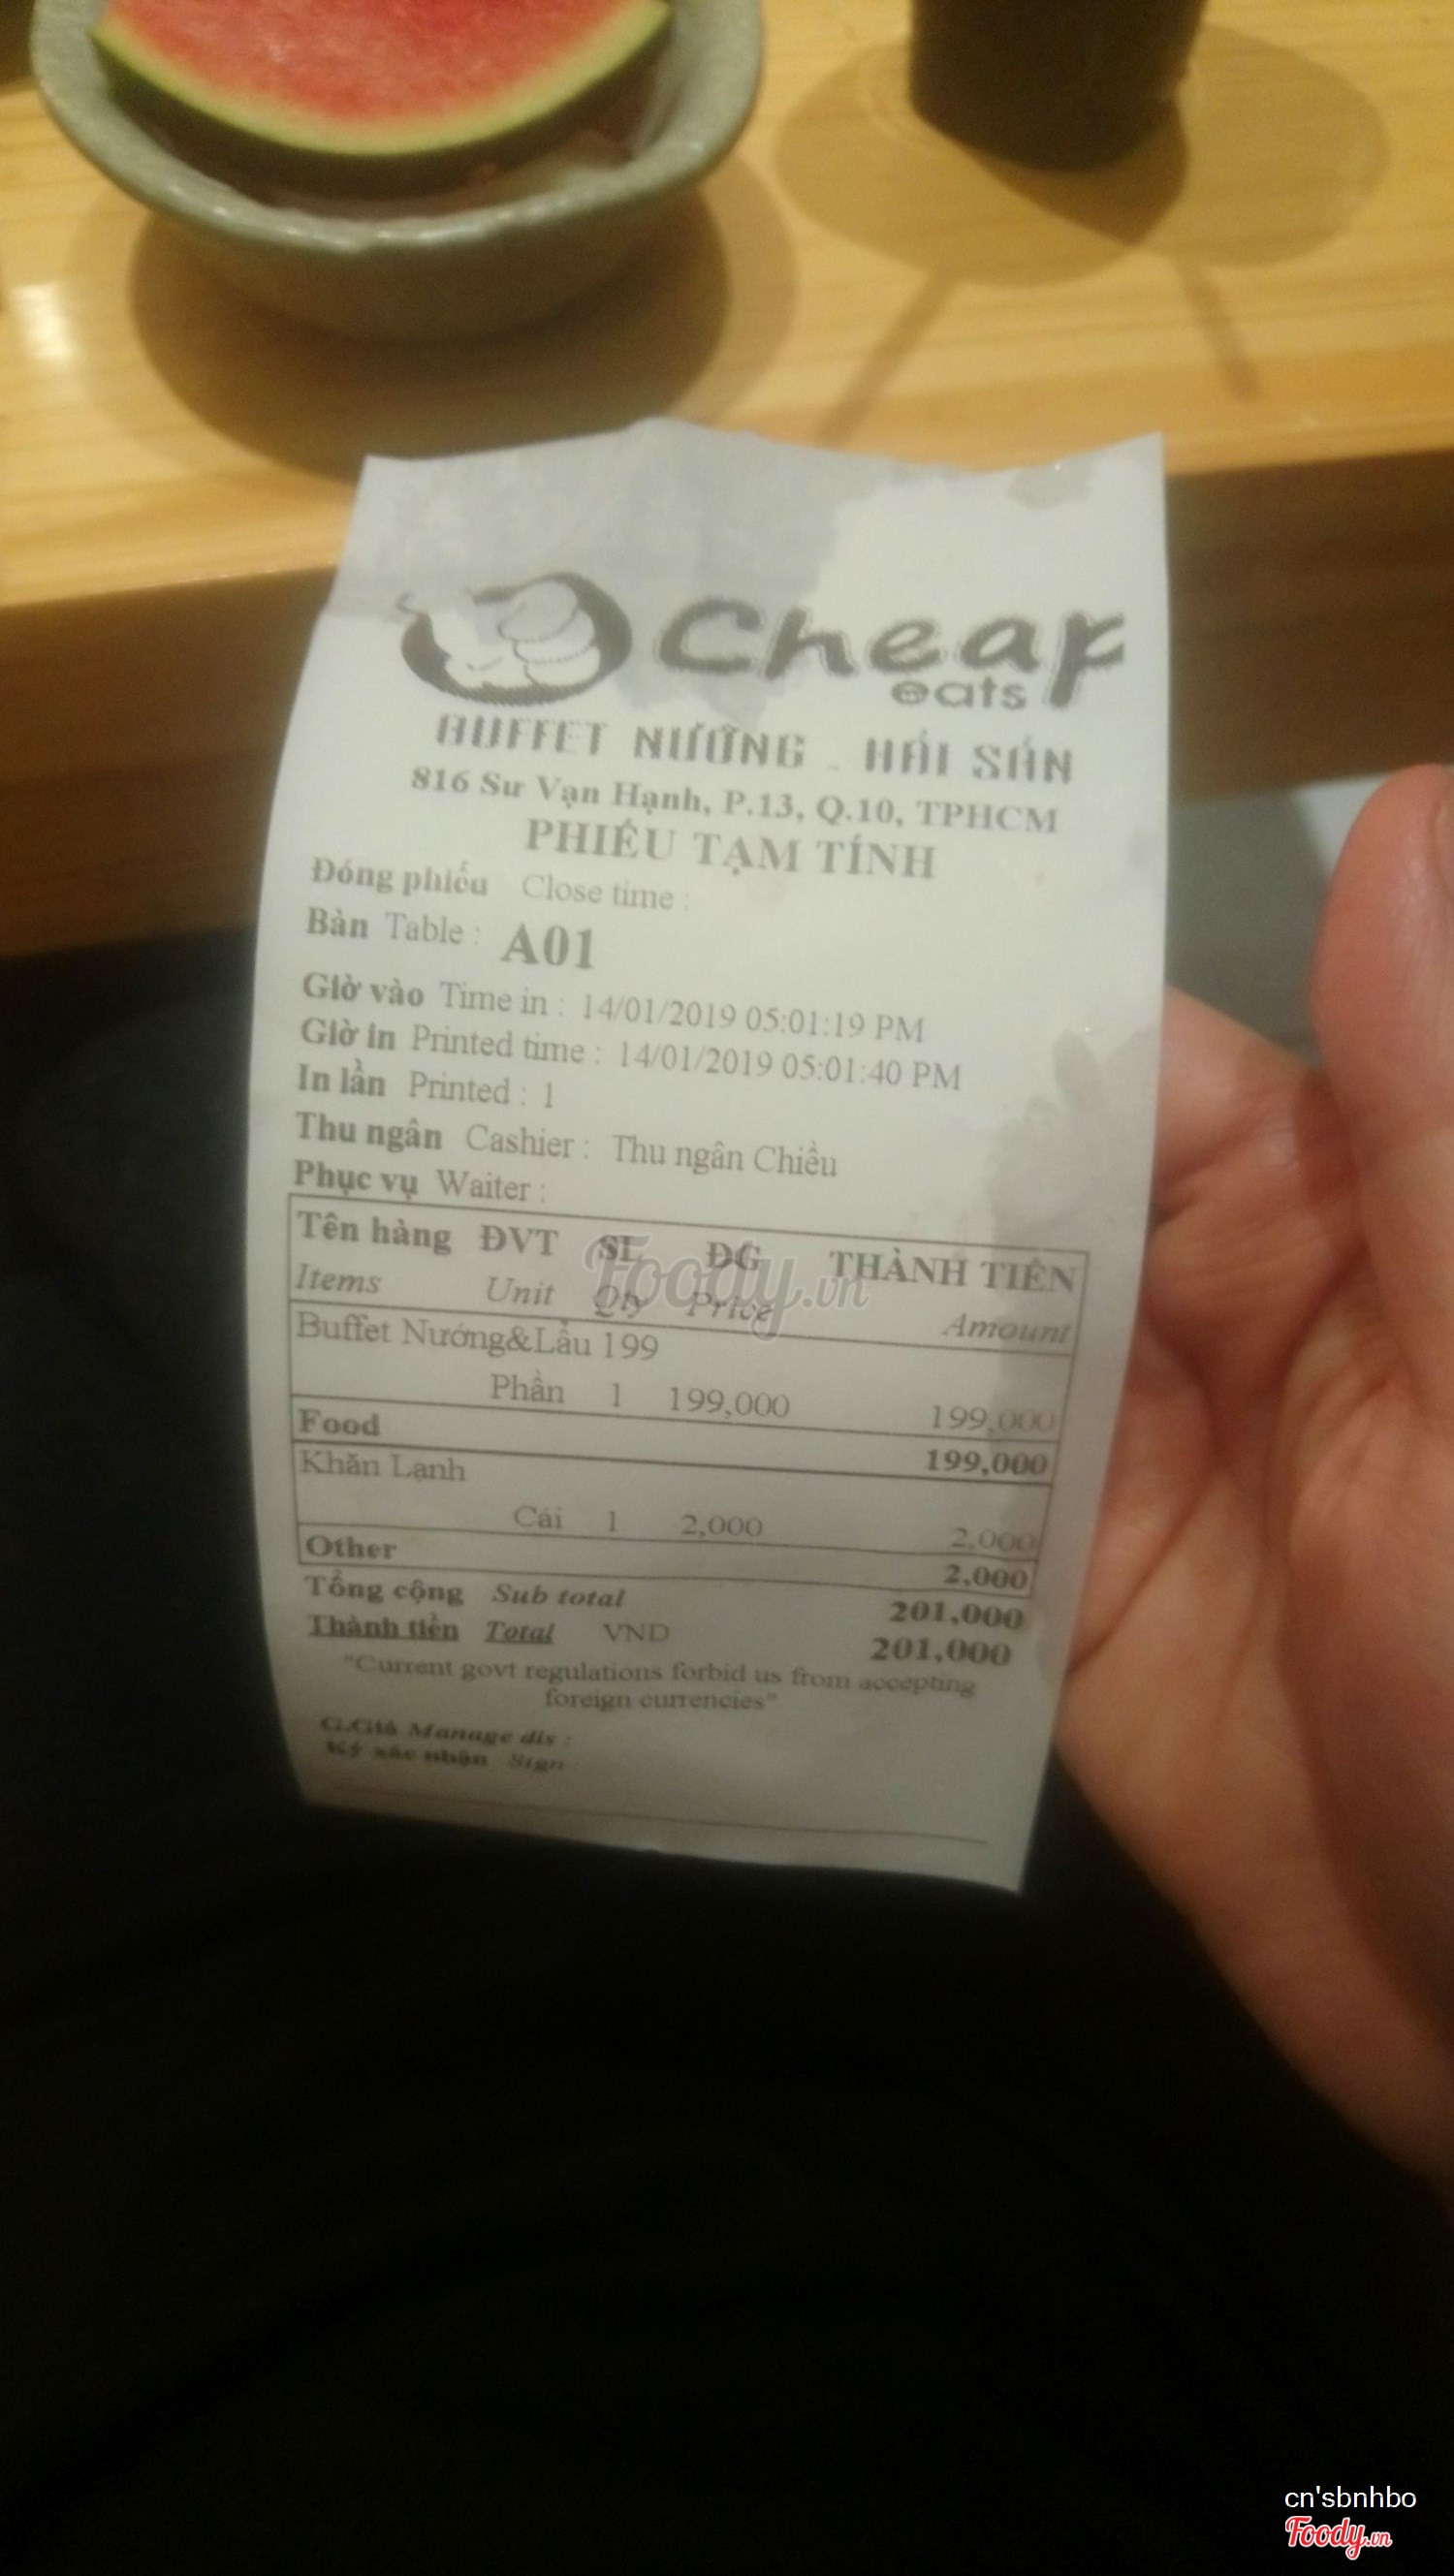 Cheap
eats
BUFFET NƯỚNG - HẢI SẢN
816 Sư Vạn Hạnh, P.13, Q.10, TPHCM
PHIẾU TẠM TÍNH
Đóng phiếu Close time :
Bàn Table : A01
Giờ vào Time in : 14/01/2019 05:01:19 PM
Giờ in Printed time : 14/01/2019 05:01:40 PM
In lần Printed : 1
Thu ngân Cashier : Thu ngân Chiều
Phục vụ Waiter :
Tên hàng ĐVT SL ĐG THÀNH TIỀN
Items Unit Qty Price Amount
Foody.vn
Buffet Nướng&Lẩu 199
Phần 1 199,000 199,000
Food 199,000
Khăn Lạnh
Cái 1 2,000 2,000
Other 2,000
Tổng cộng Sub total 201,000
Thành tiền Total VND 201,000
"Current govt regulations forbid us from accepting
foreign currencies"
G.Giá Manage dis :
Ký xác nhận Sign :
cn'sbnhbo
Foody.vn